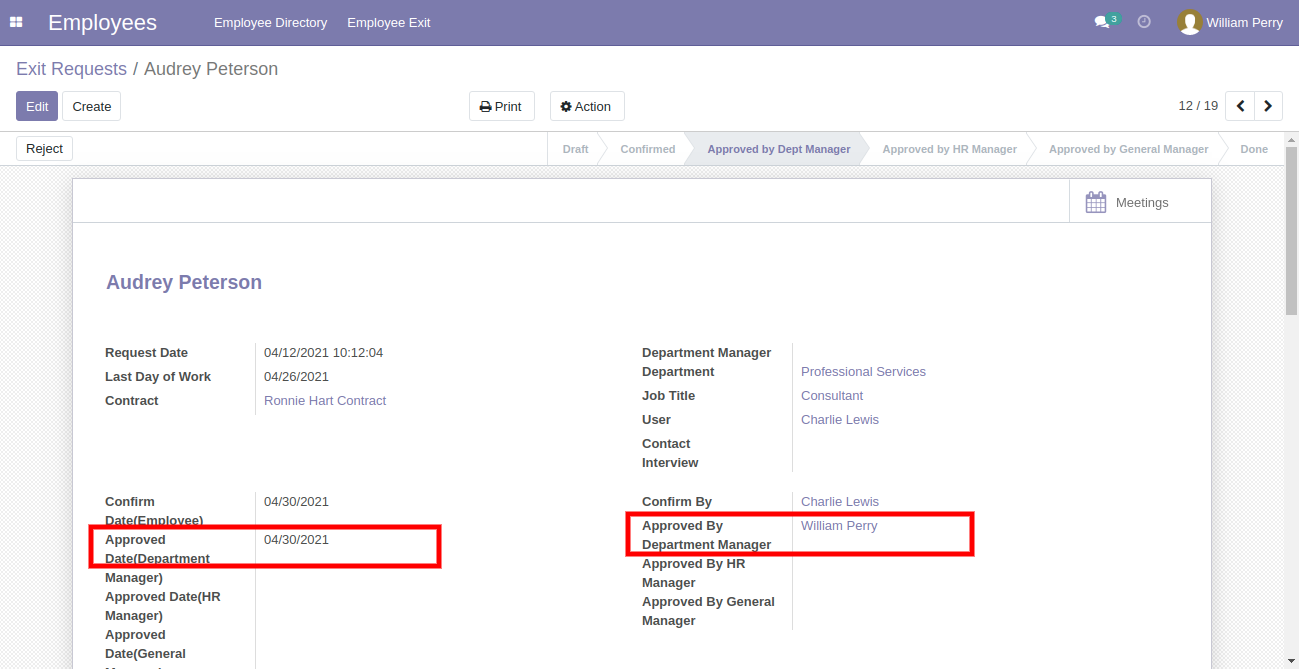 Employees Employee Directory Employee Exit 3 William Perry
Exit Requests / Audrey Peterson
Edit Create Print Action 12 / 19
Reject Draft Confirmed Approved by Dept Manager Approved by HR Manager Approved by General Manager Done
Meetings
Audrey Peterson
Request Date 04/12/2021 10:12:04
Last Day of Work 04/26/2021
Contract Ronnie Hart Contract
Department Manager
Department Professional Services
Job Title Consultant
User Charlie Lewis
Contact
Interview
Confirm 04/30/2021
Date(Employee)
Approved 04/30/2021
Date(Department
Manager)
Approved Date(HR
Manager)
Approved
Date(General
Confirm By Charlie Lewis
Approved By William Perry
Department Manager
Approved By HR
Manager
Approved By General
Manager